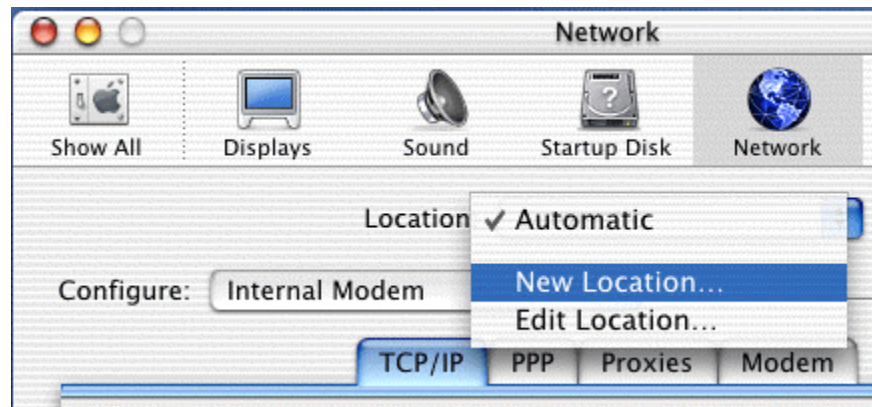 Network
Show All Displays Sound Startup Disk Network
Location ✓ Automatic
New Location...
Configure: Internal Modem
Edit Location...
TCP/IP PPP Proxies Modem